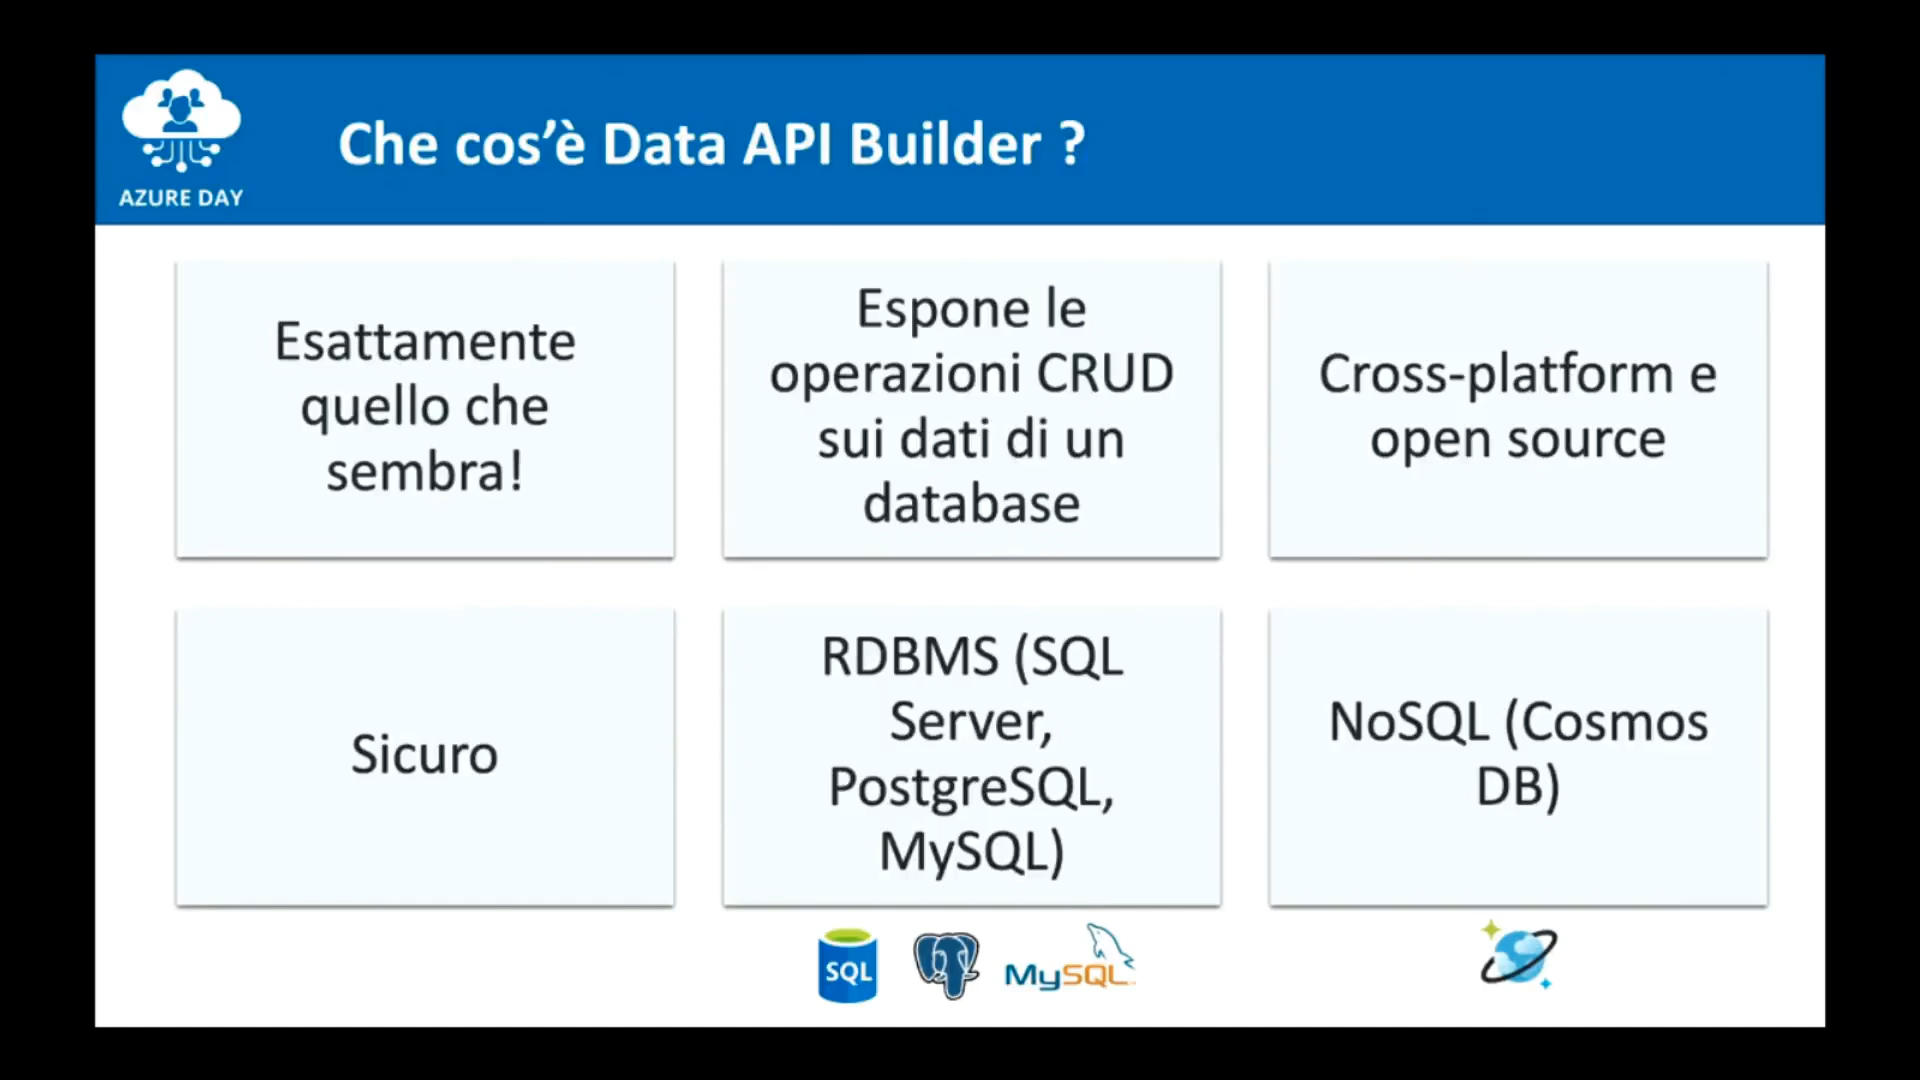 AZURE DAY
Che cos’è Data API Builder ?
Esattamente
quello che
sembra!
Espone le
operazioni CRUD
sui dati di un
database
Cross-platform e
open source
Sicuro
RDBMS (SQL
Server,
PostgreSQL,
MySQL)
NoSQL (Cosmos
DB)
SQL
MySQL